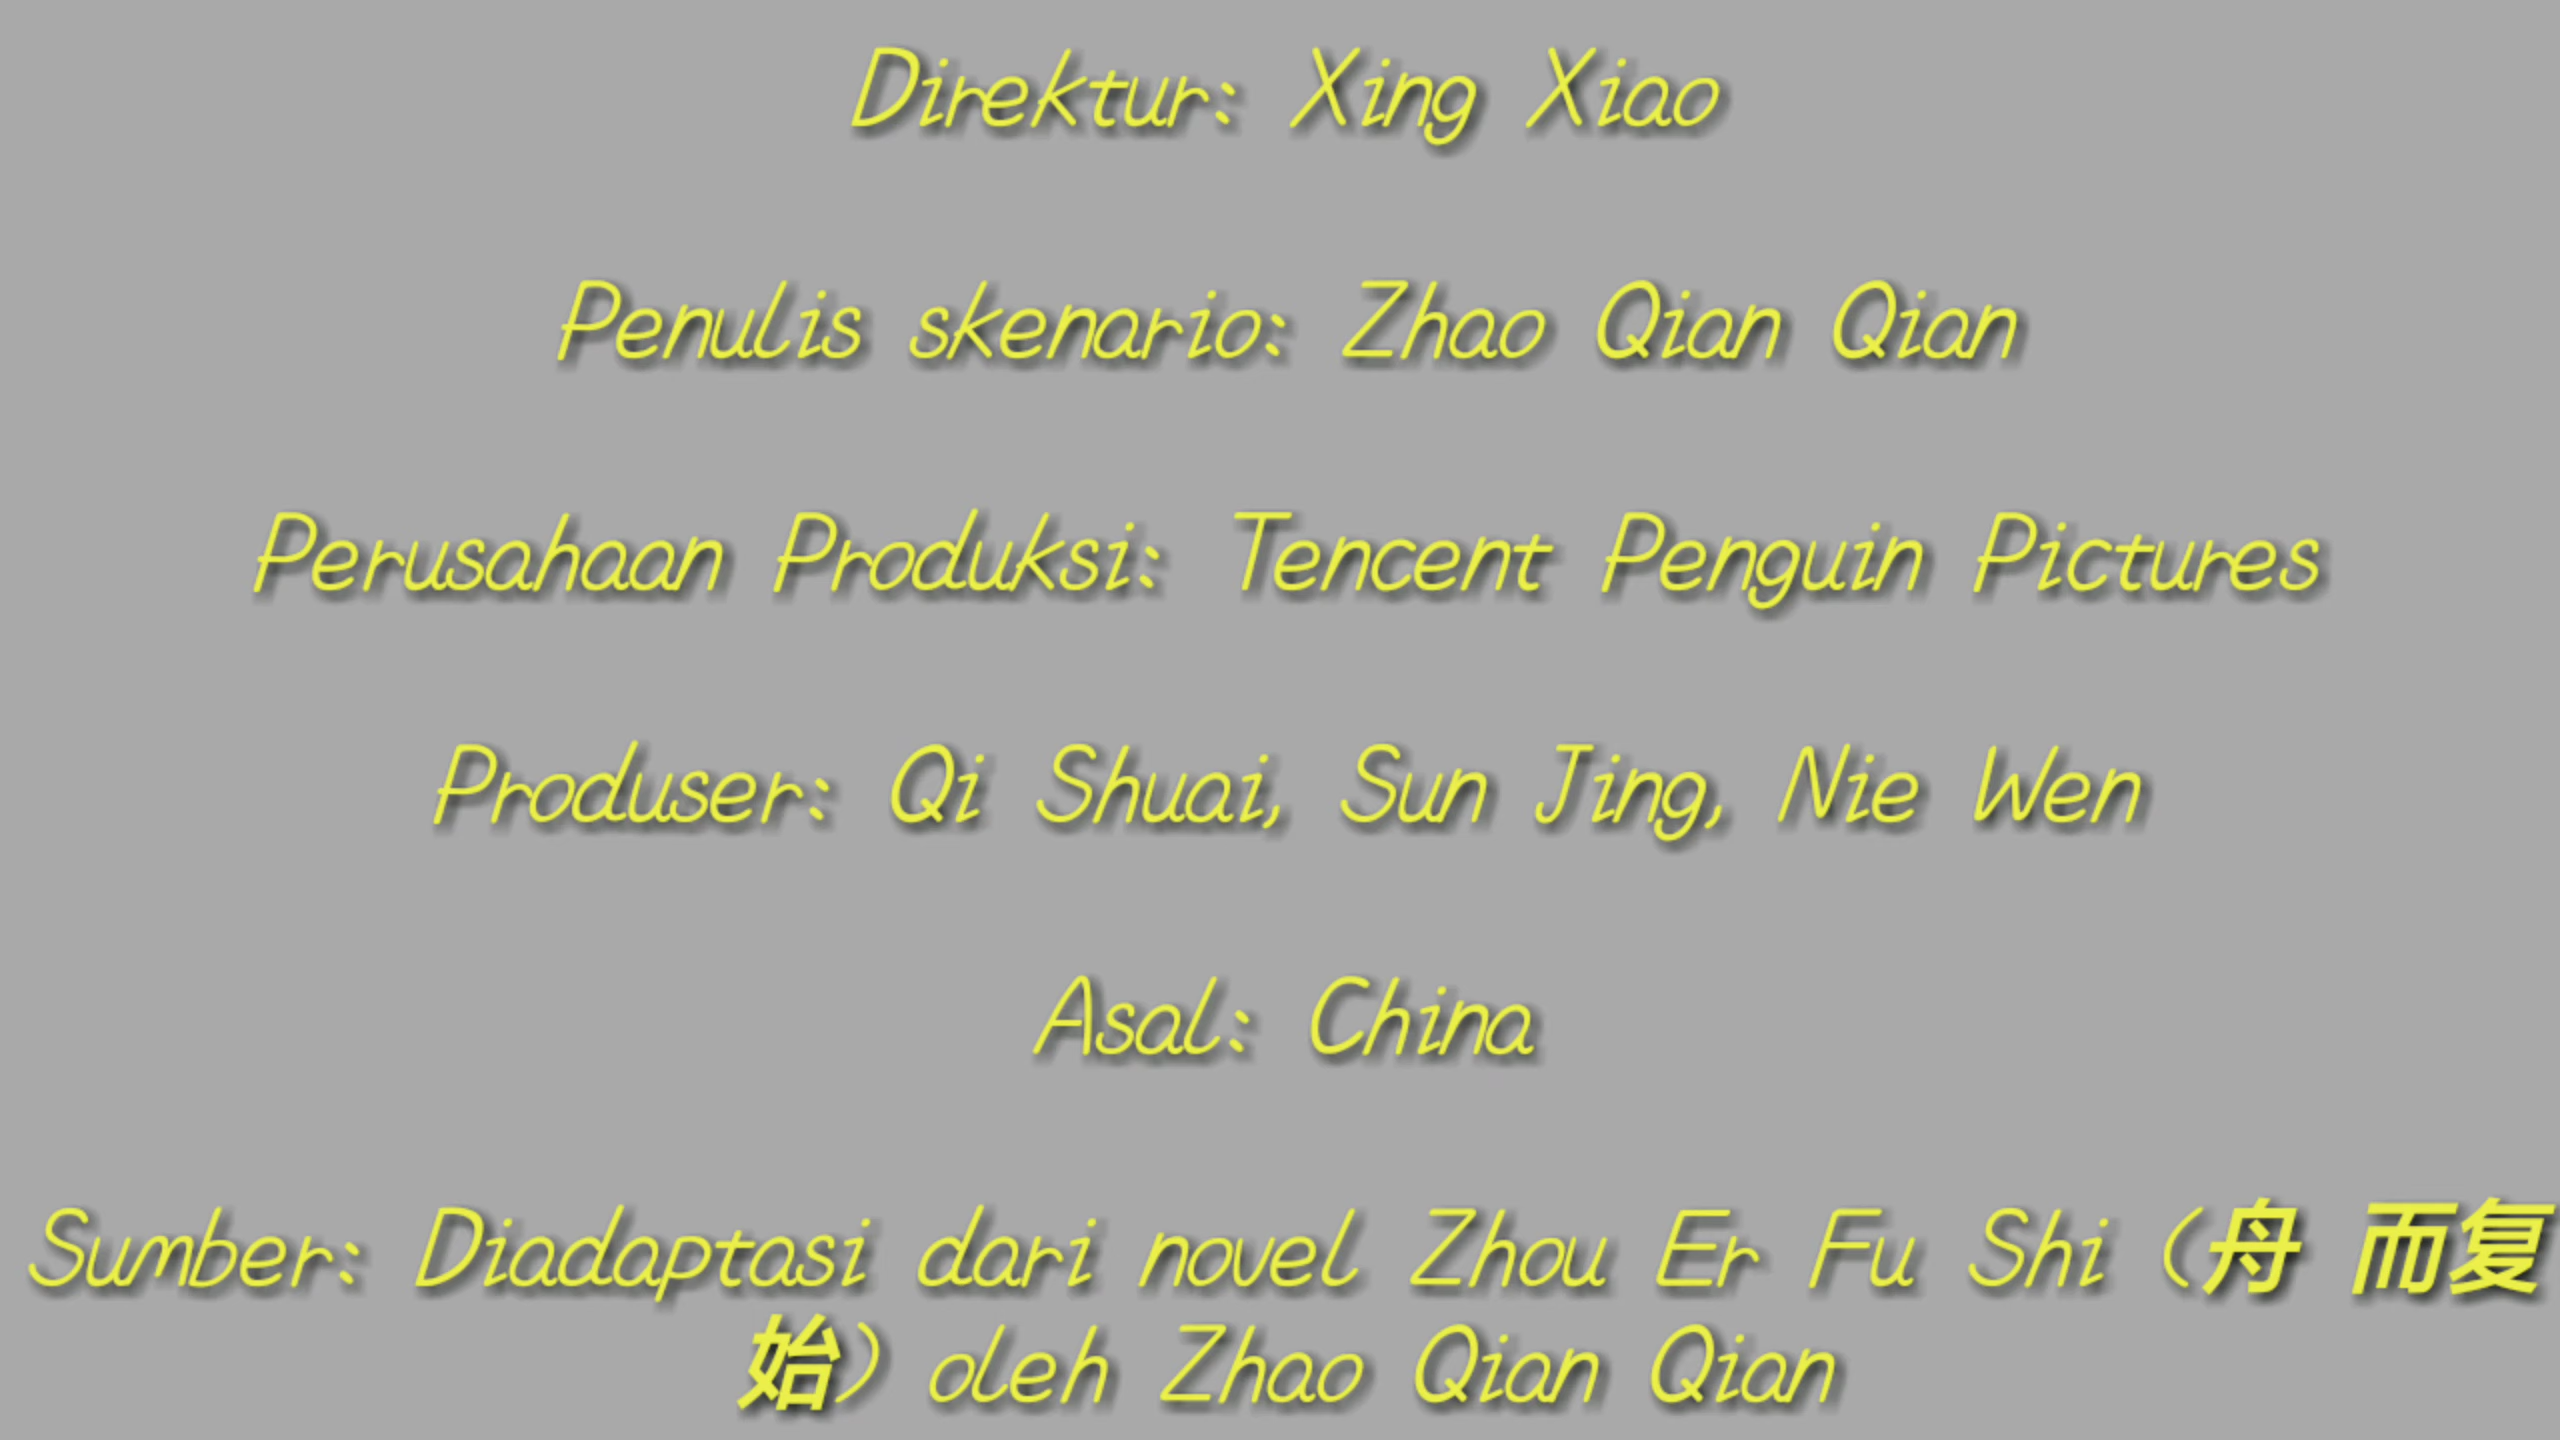 Direktur: Xing Xiao
Penulis skenario: Zhao Qian Qian
Perusahaan Produksi: Tencent Penguin Pictures
Produser: Qi Shuai, Sun Jing, Nie Wen
Asal: China
Sumber: Diadaptasi dari novel Zhou Er Fu Shi (舟 而复
始) oleh Zhao Qian Qian